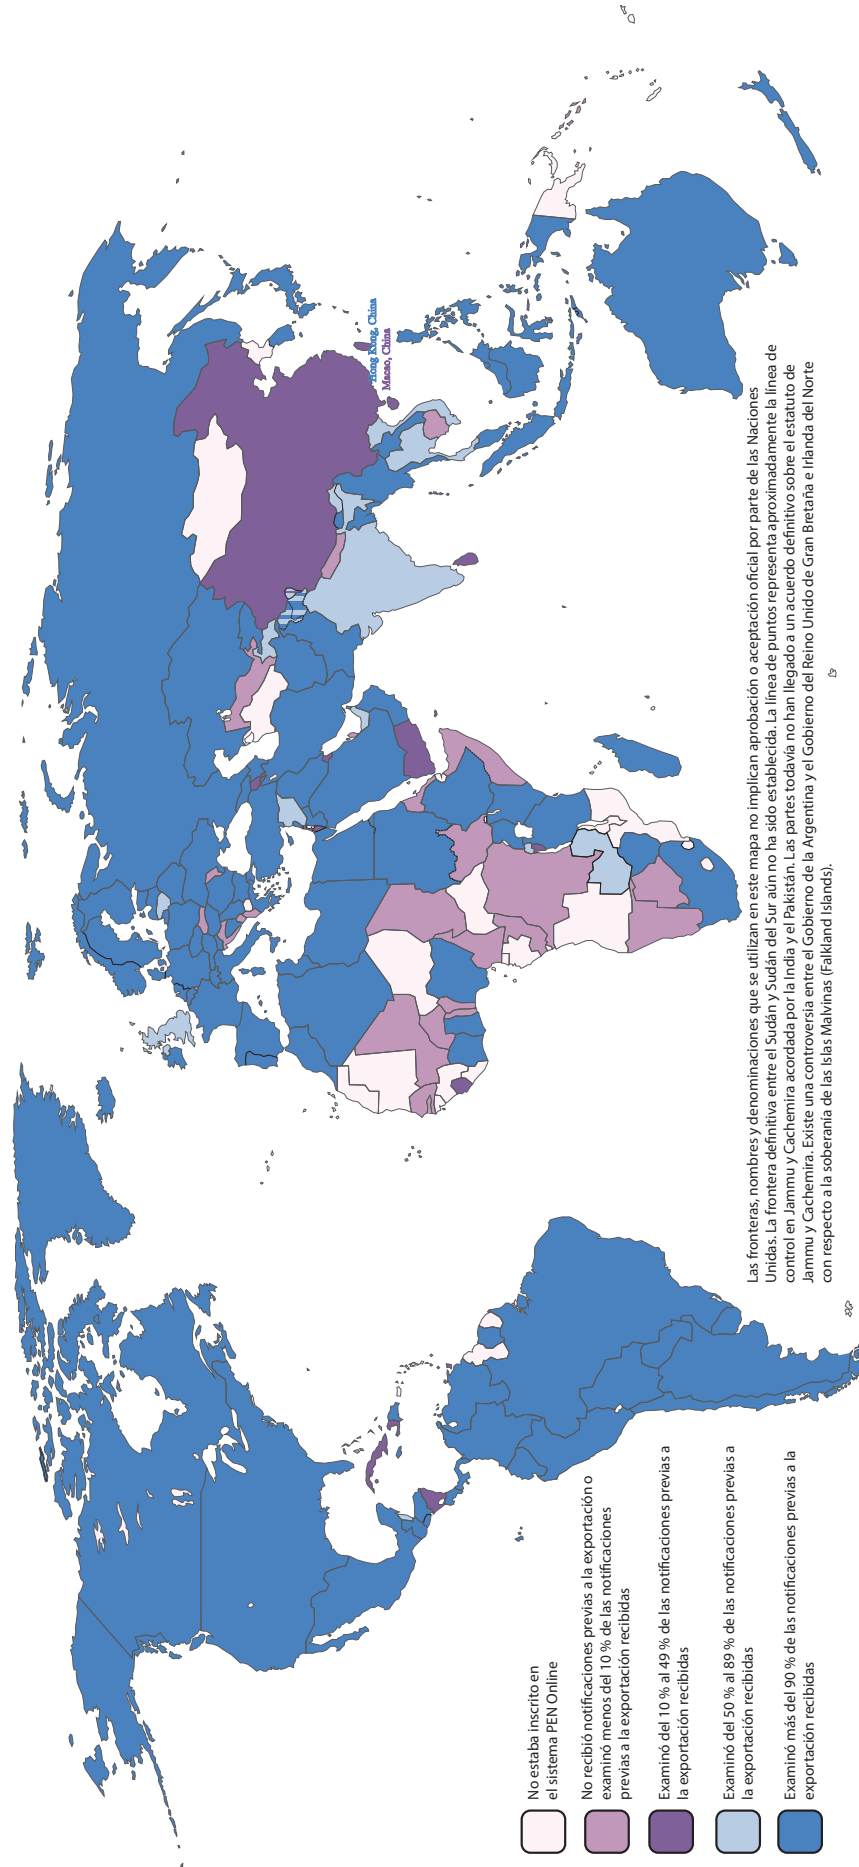 Hong Kong, China
Macao, China
No estaba inscrito en
el sistema PEN Online
No recibió notificaciones previas a la exportación o
examinó menos del 10 % de las notificaciones
previas a la exportación recibidas
Examinó del 10 % al 49 % de las notificaciones previas a
la exportación recibidas
Examinó del 50 % al 89 % de las notificaciones previas a
la exportación recibidas
Examinó más del 90 % de las notificaciones previas a la
exportación recibidas
Las fronteras, nombres y denominaciones que se utilizan en este mapa no implican aprobación o aceptación oficial por parte de las Naciones
Unidas. La frontera definitiva entre el Sudán y Sudán del Sur aún no ha sido establecida. La línea de puntos representa aproximadamente la línea de
control en Jammu y Cachemira acordada por la India y el Pakistán. Las partes todavía no han llegado a un acuerdo definitivo sobre el estatuto de
Jammu y Cachemira. Existe una controversia entre el Gobierno de la Argentina y el Gobierno del Reino Unido de Gran Bretaña e Irlanda del Norte
con respecto a la soberanía de las Islas Malvinas (Falkland Islands).